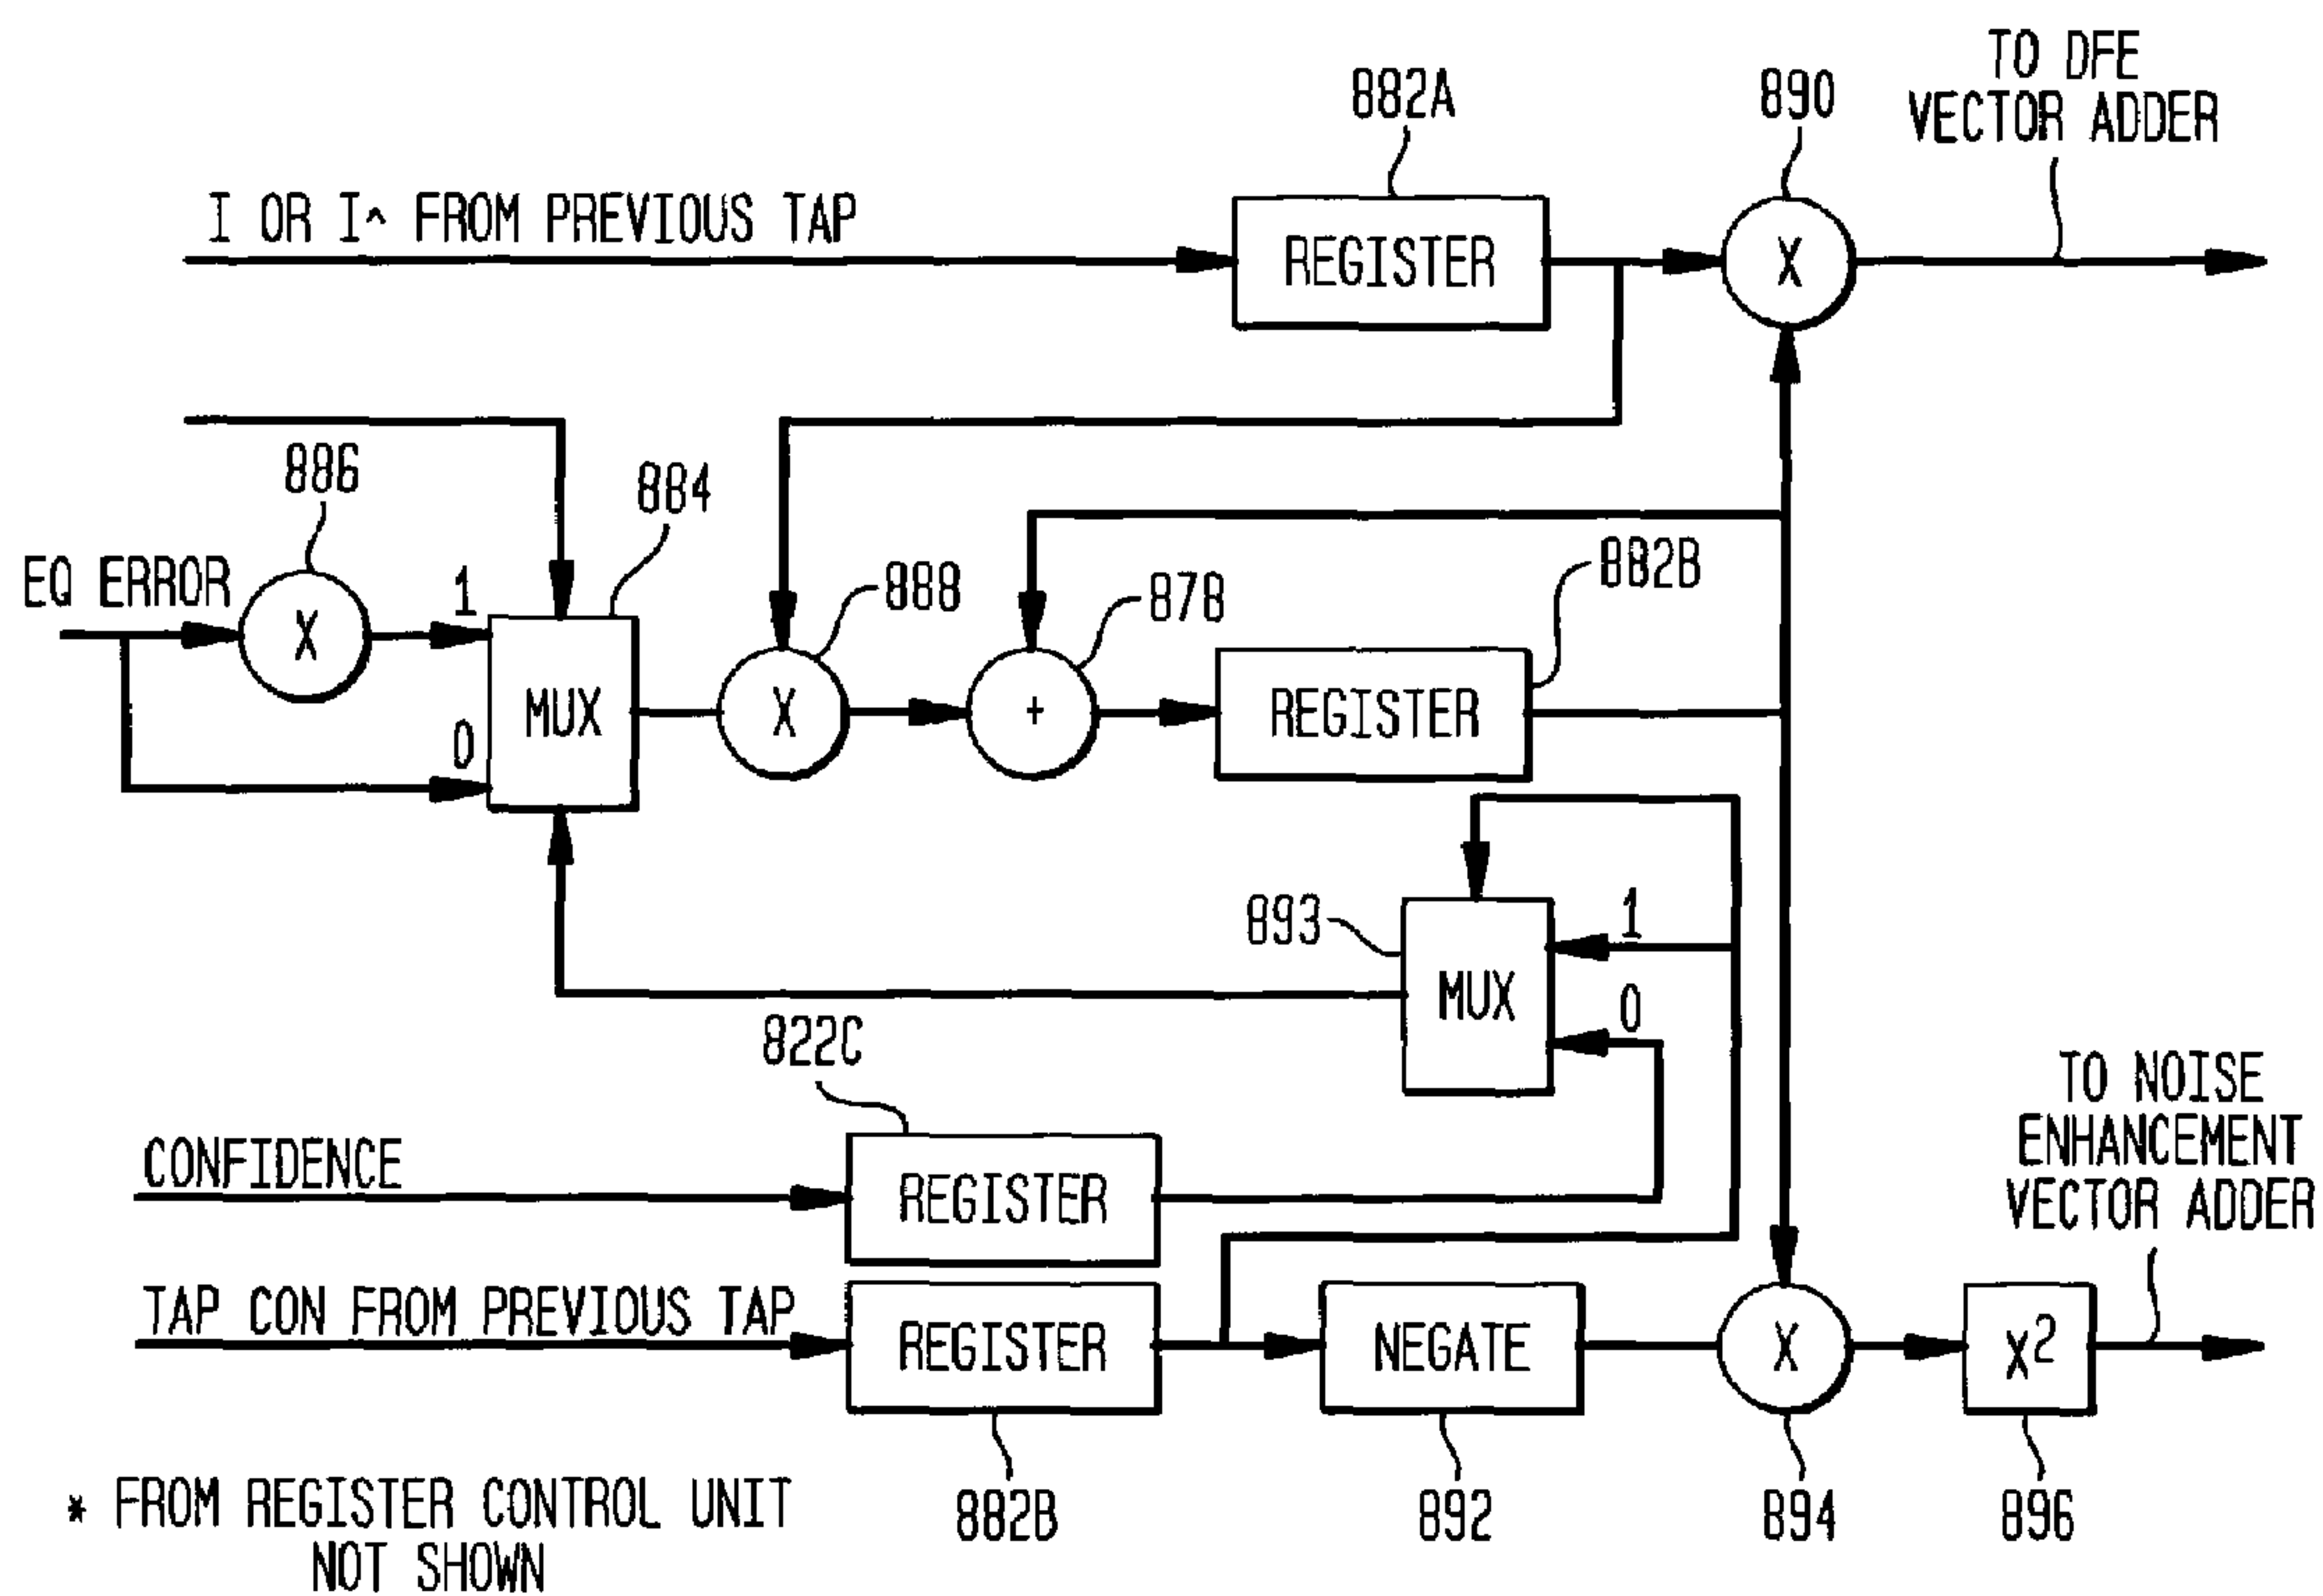 TO DFE
VECTOR ADDER
882A
890
I OR I^ FROM PREVIOUS TAP
REGISTER
X
886
884
EQ ERROR
X
1
0
MUX
888
X
878
+
882B
REGISTER
893
MUX
1
0
822C
CONFIDENCE
REGISTER
TO NOISE
ENHANCEMENT
VECTOR ADDER
TAP CON FROM PREVIOUS TAP
REGISTER
NEGATE
X
X2
882B
892
894
896
* FROM REGISTER CONTROL UNIT
NOT SHOWN